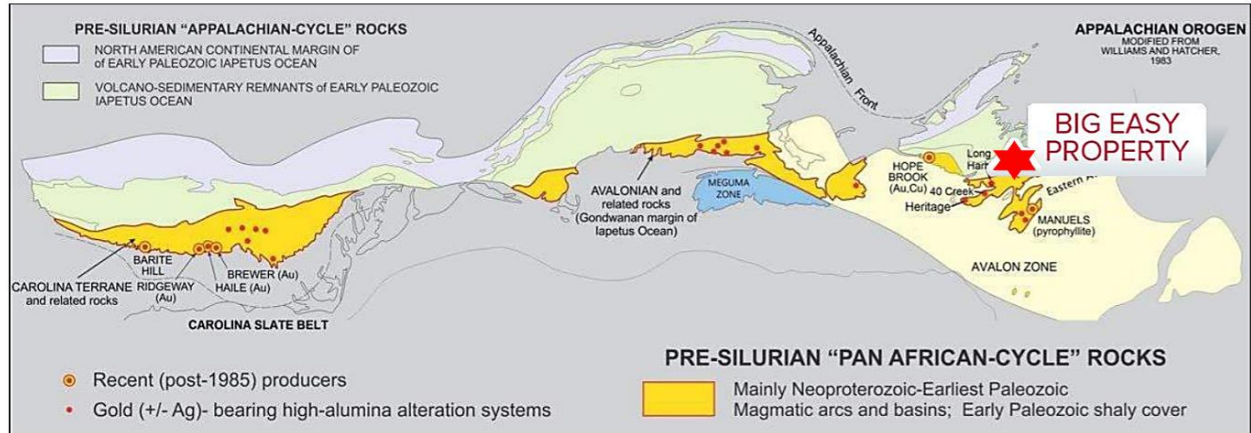 PRE-SILURIAN “APPALACHIAN-CYCLE” ROCKS
NORTH AMERICAN CONTINENTAL MARGIN OF
of EARLY PALEOZOIC IAPETUS OCEAN
VOLCANO-SEDIMENTARY REMNANTS of EARLY PALEOZOIC
IAPETUS OCEAN
Appalachian Front
APPALACHIAN OROGEN
MODIFIED FROM
WILLIAMS AND HATCHER,
1983
BIG EASY
PROPERTY
HOPE
BROOK
(Au,Cu)
Long
40 Creek
Heritage
Eastern
MANUELS
(pyrophyllite)
AVALON ZONE
MEGUMA
ZONE
AVALONIAN and
related rocks
(Gondwanan margin of
Iapetus Ocean)
BARITE
HILL
RIDGEWAY
(Au)
BREWER (Au)
HAILE (Au)
CAROLINA TERRANE
and related rocks
CAROLINA SLATE BELT
Recent (post-1985) producers
Gold (+/- Ag)- bearing high-alumina alteration systems
PRE-SILURIAN “PAN AFRICAN-CYCLE” ROCKS
Mainly Neoproterozoic-Earliest Paleozoic
Magmatic arcs and basins; Early Paleozoic shaly cover